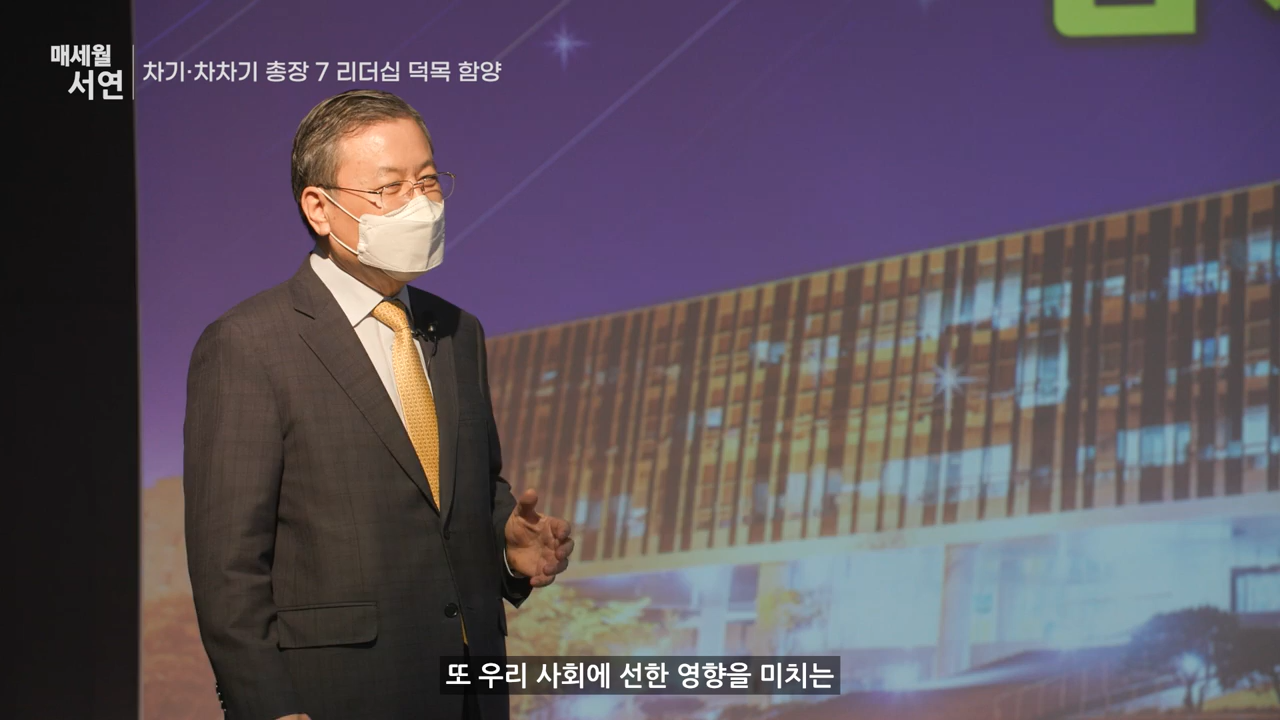 매세월
서연
차기·차차기 총장 7 리더십 덕목 함양
또 우리 사회에 선한 영향을 미치는